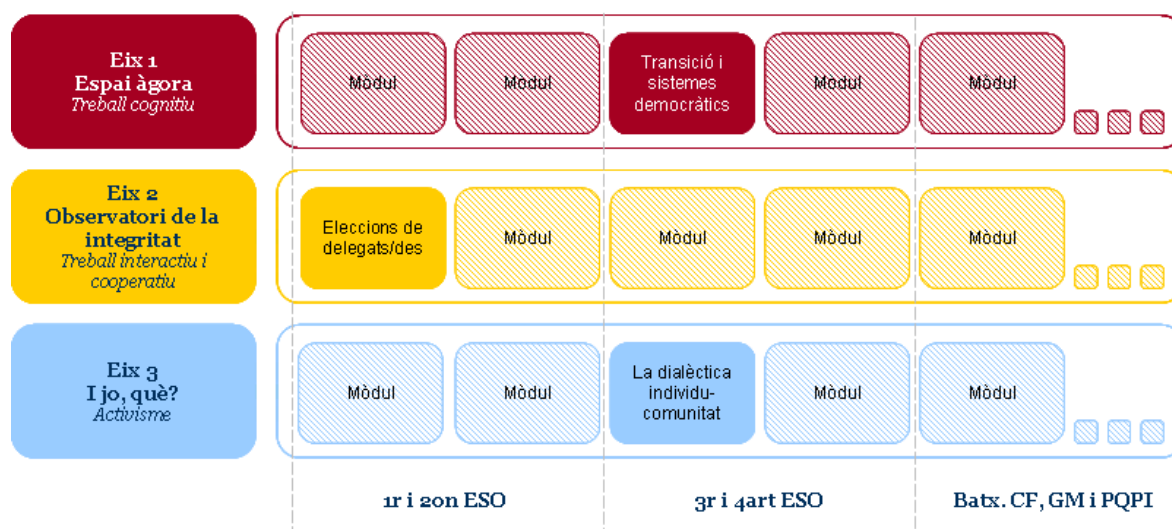 Eix 1
Espai àgora
Treball cognitiu
Mòdul
Mòdul
Transició i
sistemes
democràtics
Mòdul
Mòdul
Eix 2
Observatori de la
integritat
Treball interactiu i
cooperatiu
Eleccions de
delegats/des
Mòdul
Mòdul
Mòdul
Mòdul
Eix 3
I jo, què?
Activisme
Mòdul
Mòdul
La dialèctica
individu-
comunitat
Mòdul
Mòdul
1r i 2on ESO
3r i 4art ESO
Batx. CF, GM i PQPI